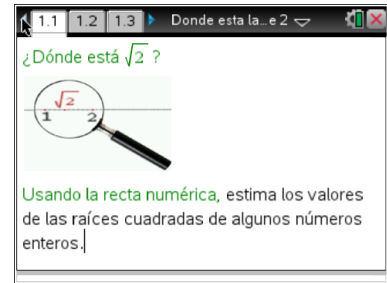 1.1 1.2 1.3 Donde esta la...e 2
¿Dónde está √2 ?
√2
1 2
Usando la recta numérica, estima los valores
de las raíces cuadradas de algunos números
enteros.